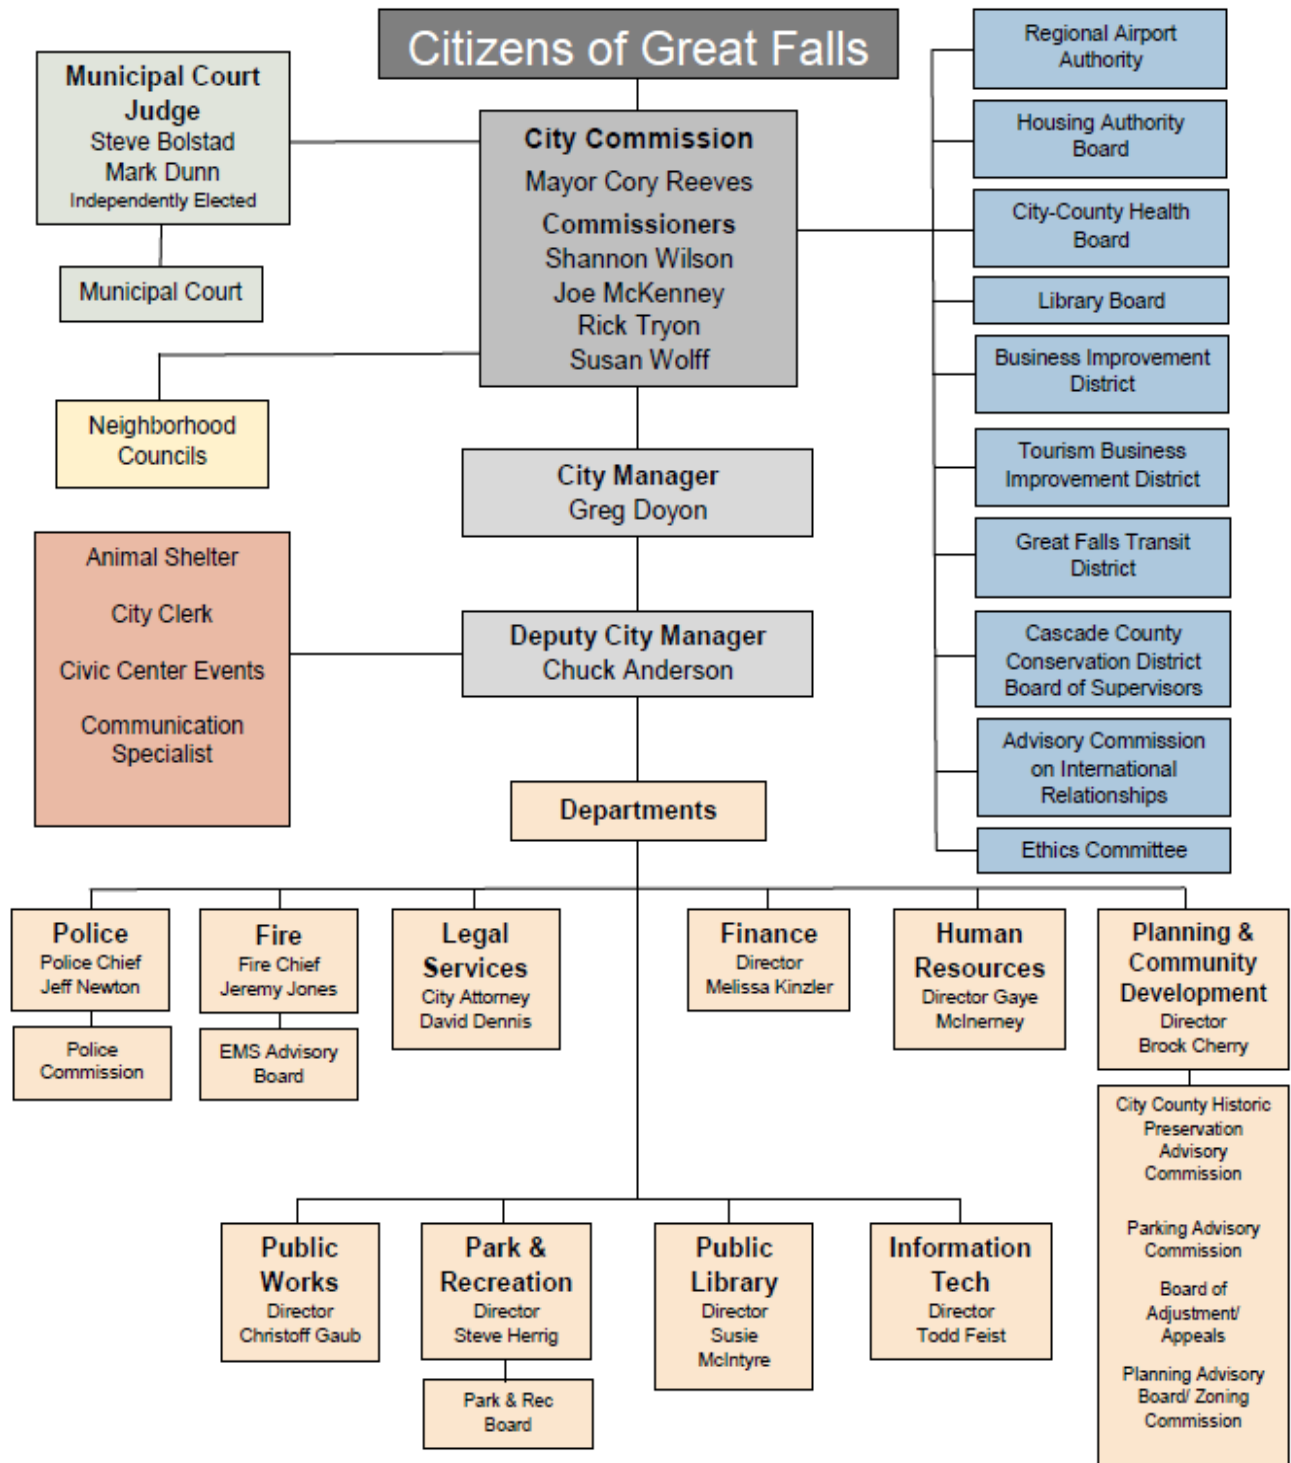 Citizens of Great Falls
Municipal Court
Judge
Steve Bolstad
Mark Dunn
Independently Elected
Municipal Court
City Commission
Mayor Cory Reeves
Commissioners
Shannon Wilson
Joe McKenney
Rick Tryon
Susan Wolff
Neighborhood
Councils
City Manager
Greg Doyon
Animal Shelter
City Clerk
Civic Center Events
Communication
Specialist
Deputy City Manager
Chuck Anderson
Regional Airport
Authority
Housing Authority
Board
City-County Health
Board
Library Board
Business Improvement
District
Tourism Business
Improvement District
Great Falls Transit
District
Cascade County
Conservation District
Board of Supervisors
Advisory Commission
on International
Relationships
Ethics Committee
Departments
Police
Police Chief
Jeff Newton
Police
Commission
Fire
Fire Chief
Jeremy Jones
EMS Advisory
Board
Legal
Services
City Attorney
David Dennis
Finance
Director
Melissa Kinzler
Human
Resources
Director Gaye
McInerney
Planning &
Community
Development
Director
Brock Cherry
City County Historic
Preservation
Advisory
Commission
Parking Advisory
Commission
Board of
Adjustment/
Appeals
Planning Advisory
Board/ Zoning
Commission
Public
Works
Director
Christoff Gaub
Park &
Recreation
Director
Steve Herrig
Park & Rec
Board
Public
Library
Director
Susie
McIntyre
Information
Tech
Director
Todd Feist